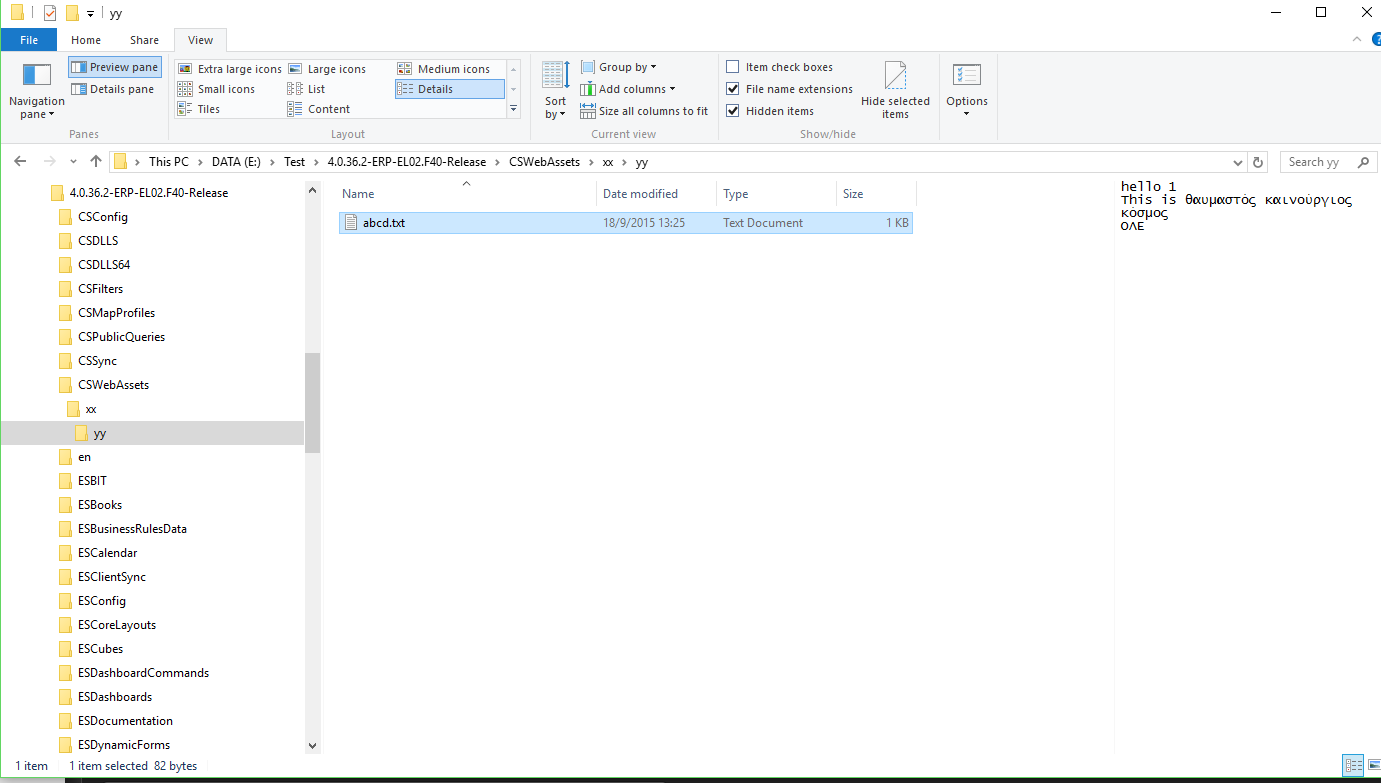 yy
File Home Share View
Preview pane
Details pane
Navigation pane
Panes
Extra large icons Large icons Medium icons
Small icons List Details
Tiles Content
Layout
Sort by
Group by
Add columns
Size all columns to fit
Current view
Item check boxes
File name extensions
Hidden items
Hide selected items
Show/hide
Options
This PC > DATA (E:) > Test > 4.0.36.2-ERP-EL02.F40-Release > CSWebAssets > xx > yy
Search yy
4.0.36.2-ERP-EL02.F40-Release
CSConfig
CSDLLS
CSDLLS64
CSFilters
CSMapProfiles
CSPublicQueries
CSSync
CSWebAssets
xx
yy
en
ESBIT
ESBooks
ESBusinessRulesData
ESCalendar
ESClientSync
ESConfig
ESCoreLayouts
ESCubes
ESDashboardCommands
ESDashboards
ESDocumentation
ESDynamicForms
Name Date modified Type Size
abcd.txt 18/9/2015 13:25 Text Document 1 KB
hello 1
This is θαυμαστός καινούργιος
κόσμος
ΟΛΕ
1 item 1 item selected 82 bytes